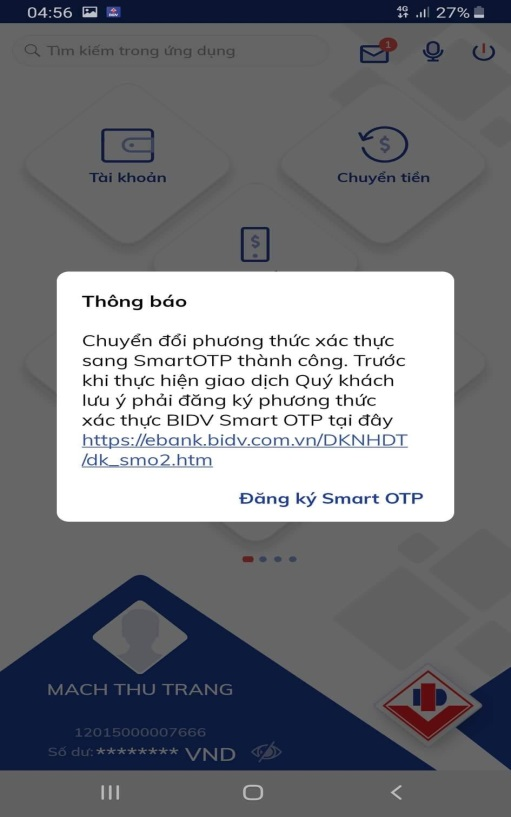 04:56
4G
27%
Tìm kiếm trong ứng dụng
1
Tài khoản
Chuyển tiền
Thông báo
Chuyển đổi phương thức xác thực
sang SmartOTP thành công. Trước
khi thực hiện giao dịch Quý khách
lưu ý phải đăng ký phương thức
xác thực BIDV Smart OTP tại đây
https://ebank.bidv.com.vn/DKNHDT
/dk_smo2.htm
Đăng ký Smart OTP
MACH THU TRANG
12015000007666
Số dư:******** VND